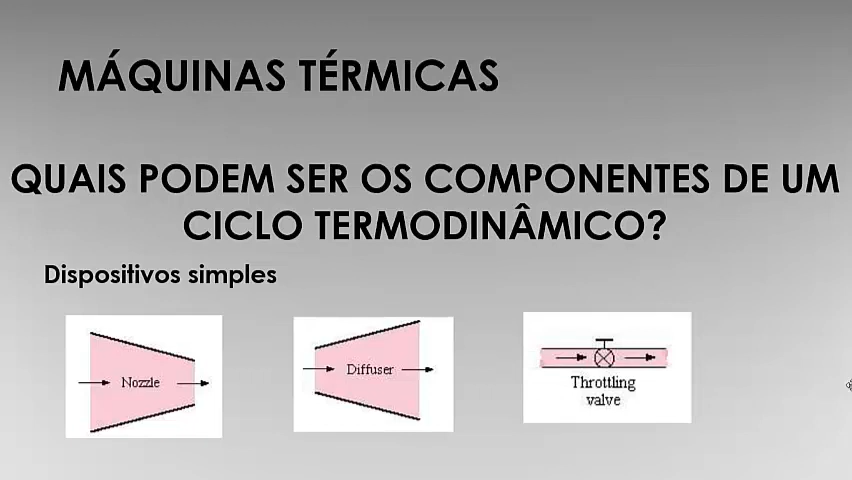 MÁQUINAS TÉRMICAS
QUAIS PODEM SER OS COMPONENTES DE UM
CICLO TERMODINÂMICO?
Dispositivos simples
Nozzle
Diffuser
Throttling
valve